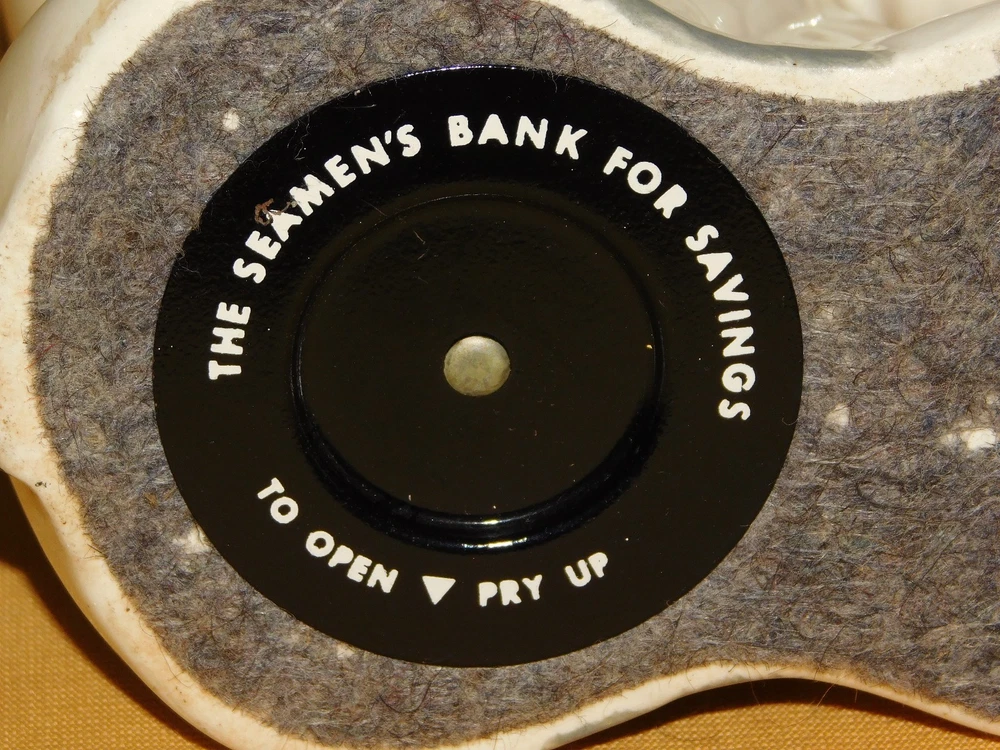 THE SEAMEN'S BANK FOR SAVINGS
TO OPEN ▼ PRY UP